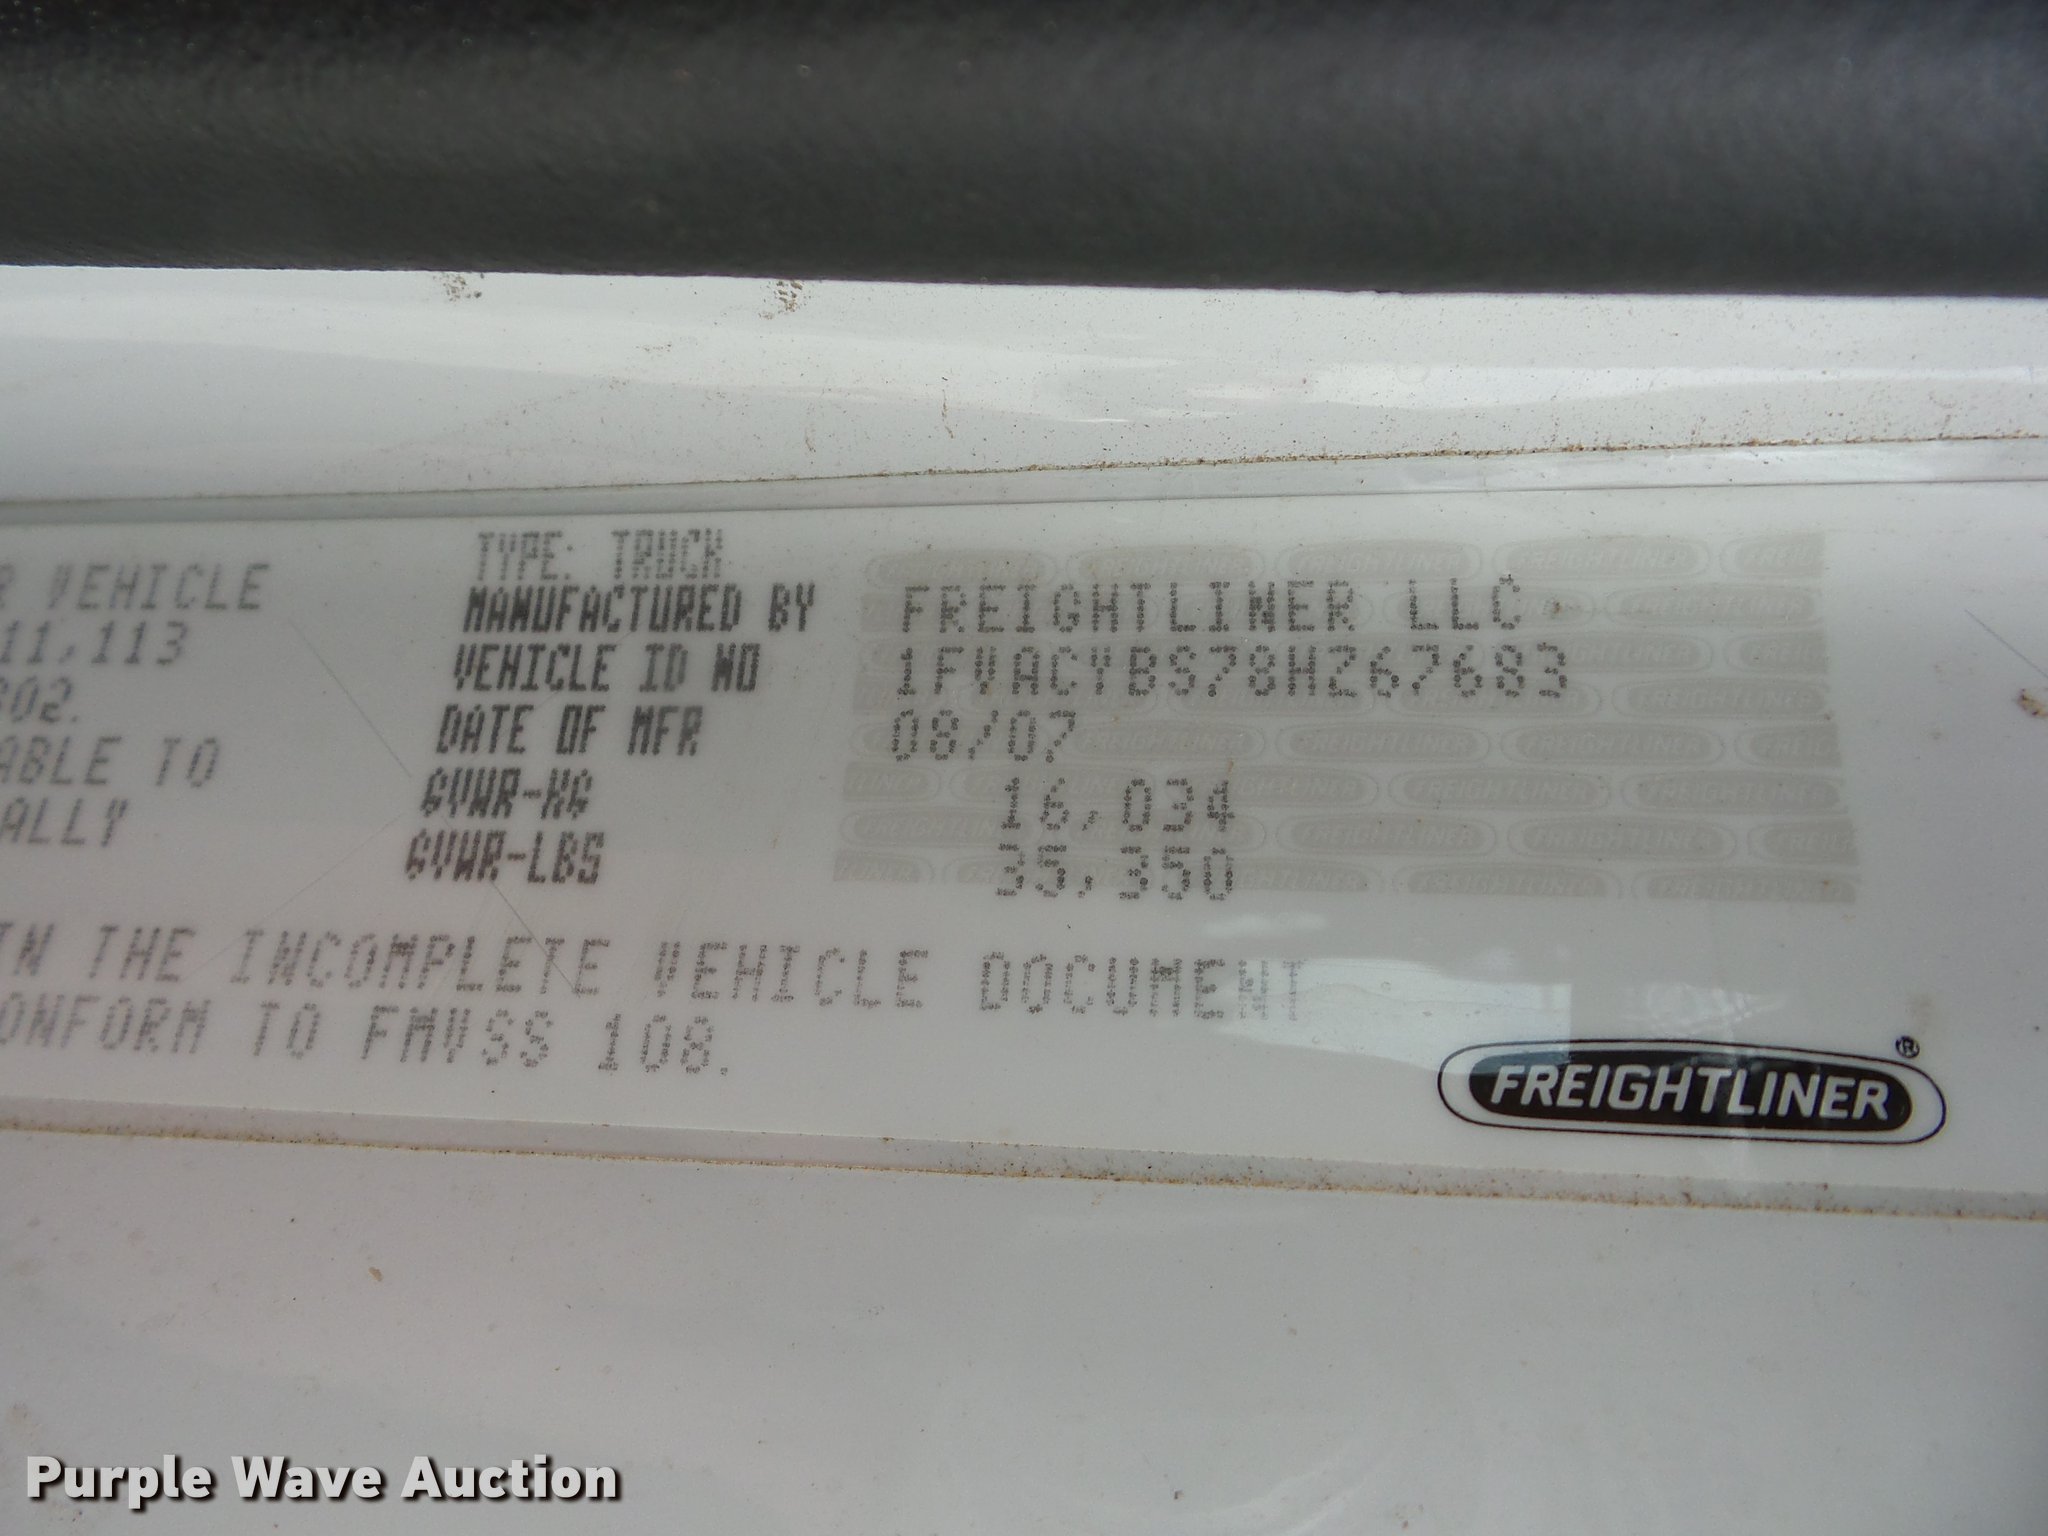 TYPE: TRUCK
R VEHICLE MANUFACTURED BY FREIGHTLINER LLC
11,113 VEHICLE ID NO
302. DATE OF MFR 08/07
ABLE TO GVWR-KG 16,034
ALLY GVWR-LBS 35,350
IN THE INCOMPLETE VEHICLE DOCUMENT
ONFORM TO FMVSS 108.
FREIGHTLINER®
Purple Wave Auction